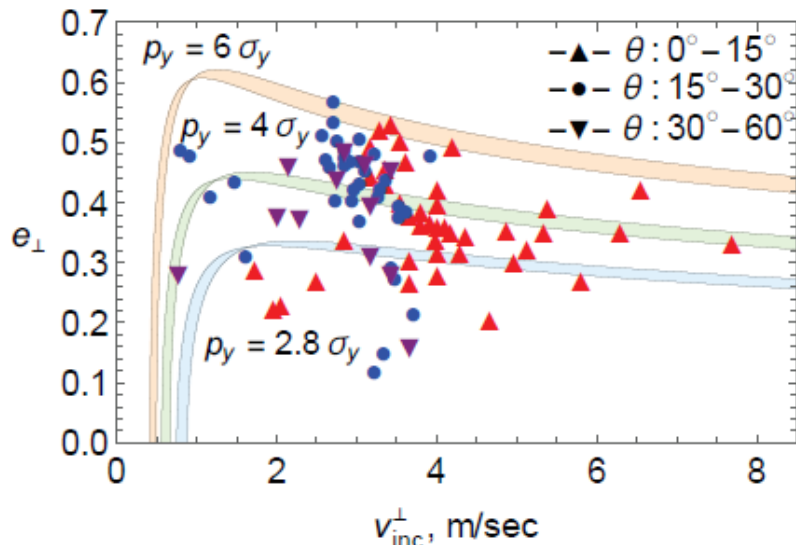 0.7
0.6
0.5
0.4
0.3
0.2
0.1
0.0
e⊥
p_y = 6 σ_y
p_y = 4 σ_y
p_y = 2.8 σ_y
–▲– θ : 0° – 15°
–●– θ : 15° – 30°
–▼– θ : 30° – 60°
0 2 4 6 8
v⊥inc, m/sec